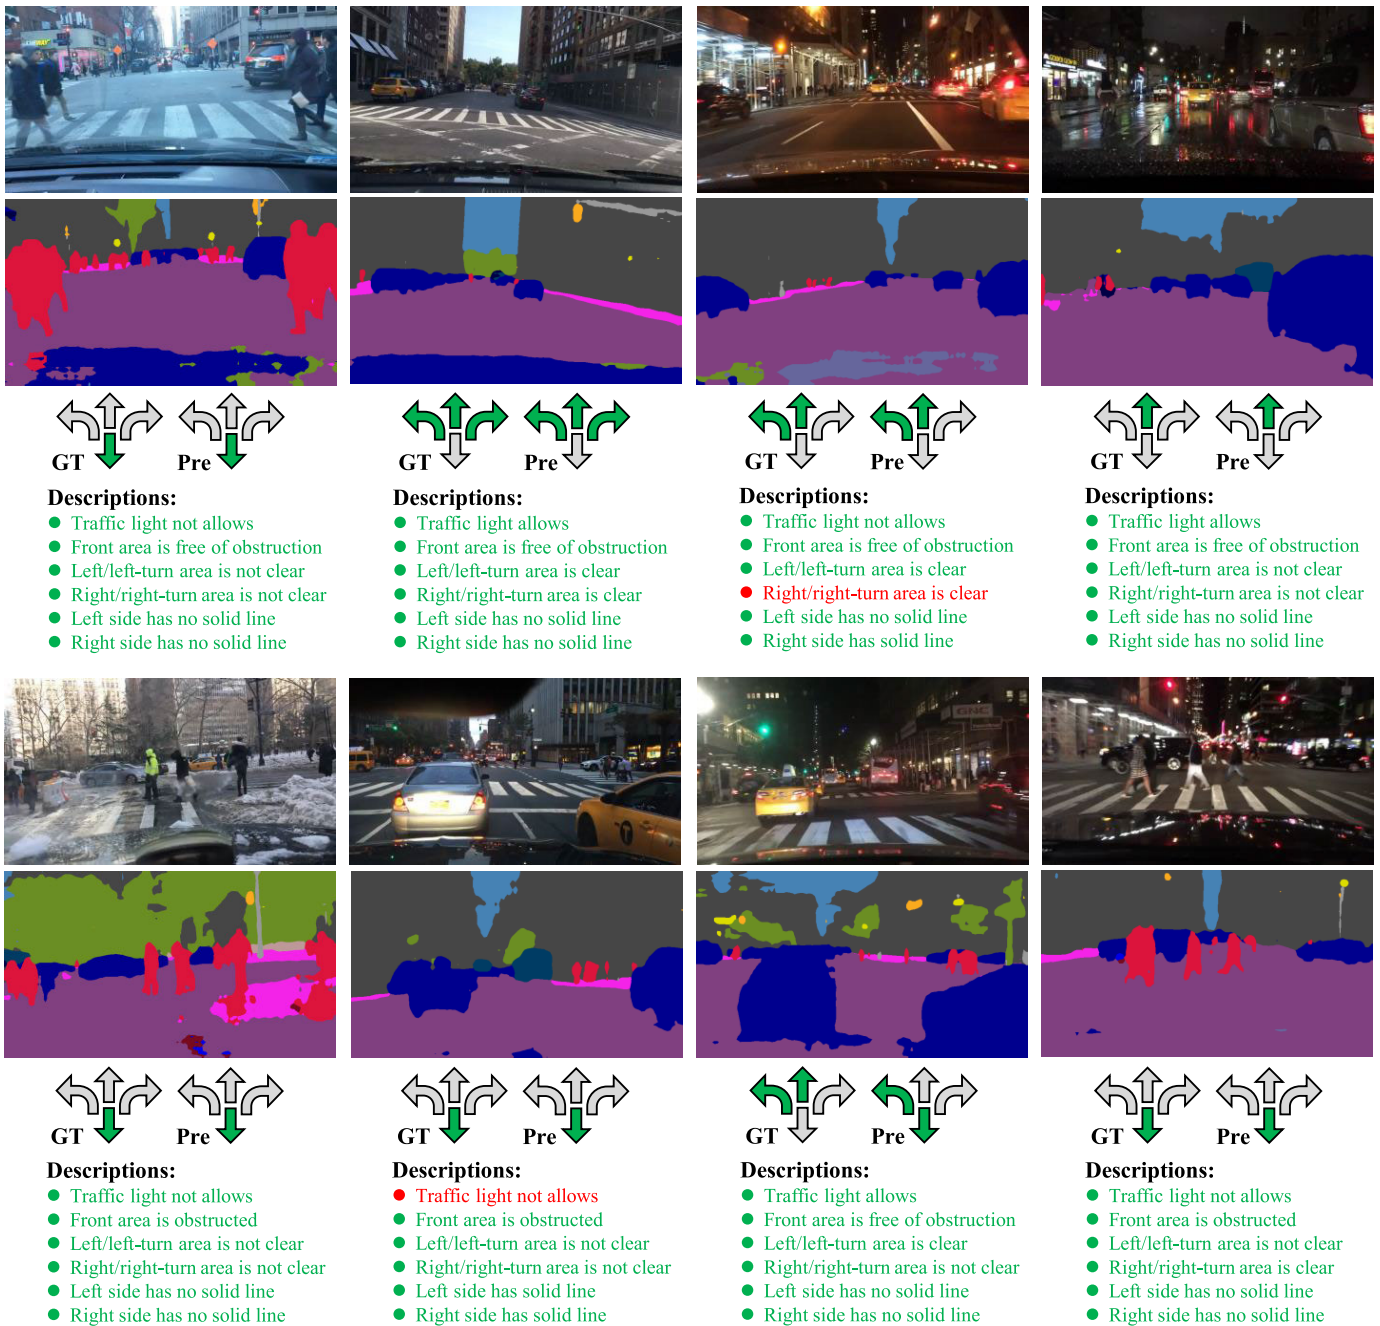 GT
Pre
Descriptions:
Traffic light not allows
Front area is free of obstruction
Left/left-turn area is not clear
Right/right-turn area is not clear
Left side has no solid line
Right side has no solid line
GT
Pre
Descriptions:
Traffic light allows
Front area is free of obstruction
Left/left-turn area is clear
Right/right-turn area is clear
Left side has no solid line
Right side has no solid line
GT
Pre
Descriptions:
Traffic light not allows
Front area is free of obstruction
Left/left-turn area is clear
Right/right-turn area is clear
Left side has no solid line
Right side has solid line
GT
Pre
Descriptions:
Traffic light allows
Front area is free of obstruction
Left/left-turn area is not clear
Right/right-turn area is not clear
Left side has no solid line
Right side has no solid line
GNC
T
GT
Pre
Descriptions:
Traffic light not allows
Front area is obstructed
Left/left-turn area is not clear
Right/right-turn area is not clear
Left side has no solid line
Right side has no solid line
GT
Pre
Descriptions:
Traffic light not allows
Front area is obstructed
Left/left-turn area is not clear
Right/right-turn area is not clear
Left side has solid line
Right side has solid line
GT
Pre
Descriptions:
Traffic light allows
Front area is free of obstruction
Left/left-turn area is clear
Right/right-turn area is not clear
Left side has no solid line
Right side has no solid line
GT
Pre
Descriptions:
Traffic light not allows
Front area is obstructed
Left/left-turn area is not clear
Right/right-turn area is clear
Left side has no solid line
Right side has no solid line